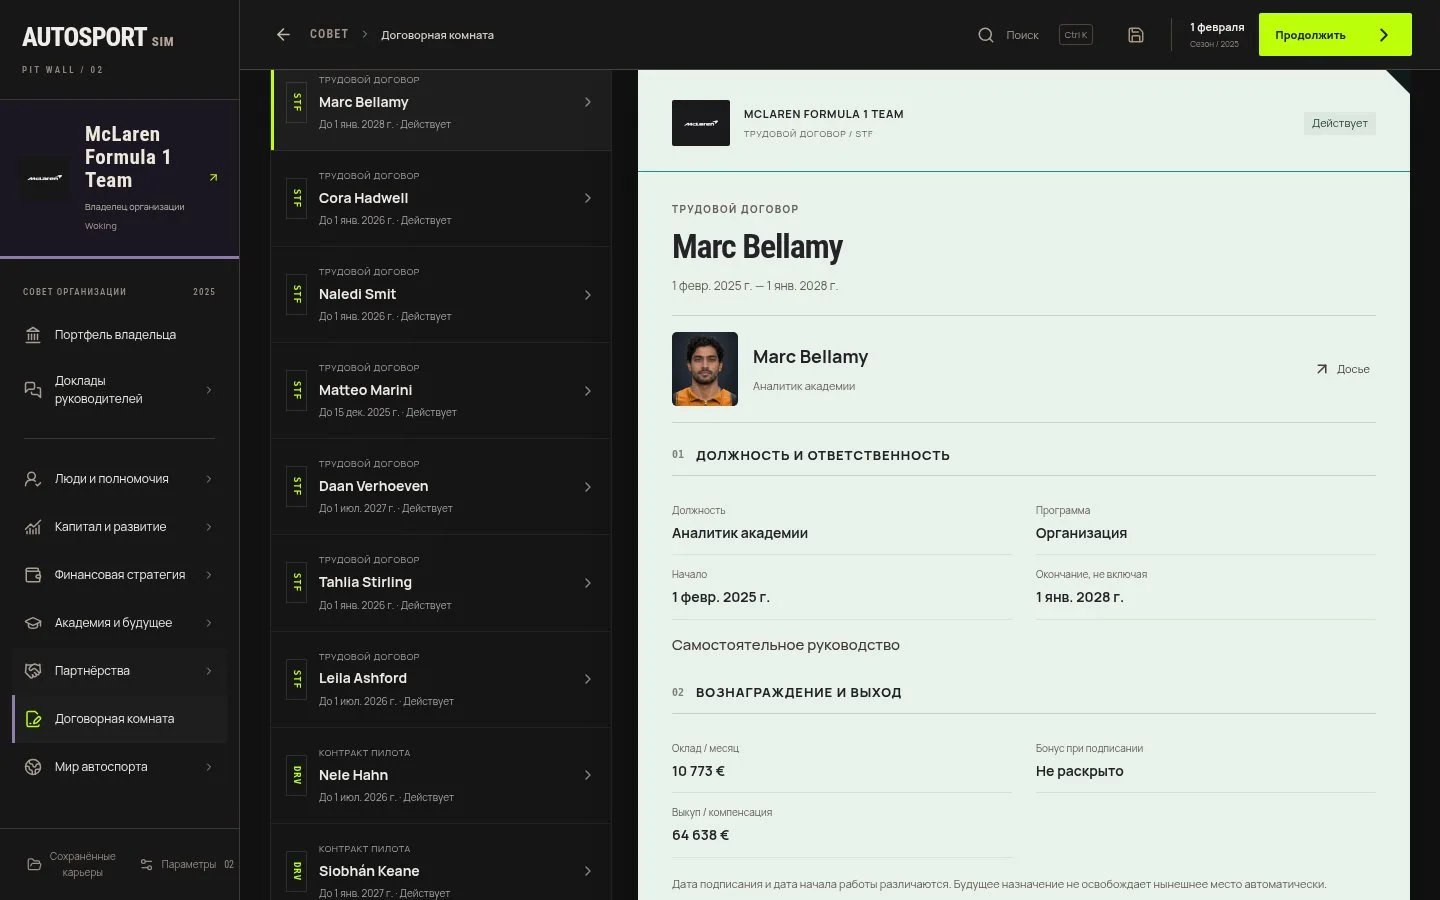 AUTOSPORT SIM
PIT WALL / 02
McLaren
McLaren
Formula 1
Team
Владелец организации
Woking
СОВЕТ ОРГАНИЗАЦИИ 2025
Портфель владельца
Доклады
руководителей
Люди и полномочия
Капитал и развитие
Финансовая стратегия
Академия и будущее
Партнёрства
Договорная комната
Мир автоспорта
Сохранённые
карьеры
Параметры 02
СОВЕТ
Договорная комната
Поиск Ctrl K
1 февраля
Сезон / 2025
Продолжить
ТРУДОВОЙ ДОГОВОР
STF
Marc Bellamy
До 1 янв. 2028 г. · Действует
ТРУДОВОЙ ДОГОВОР
STF
Cora Hadwell
До 1 янв. 2026 г. · Действует
ТРУДОВОЙ ДОГОВОР
STF
Naledi Smit
До 1 янв. 2026 г. · Действует
ТРУДОВОЙ ДОГОВОР
STF
Matteo Marini
До 15 дек. 2025 г. · Действует
ТРУДОВОЙ ДОГОВОР
STF
Daan Verhoeven
До 1 июл. 2027 г. · Действует
ТРУДОВОЙ ДОГОВОР
STF
Tahlia Stirling
До 1 янв. 2026 г. · Действует
ТРУДОВОЙ ДОГОВОР
STF
Leila Ashford
До 1 июл. 2026 г. · Действует
КОНТРАКТ ПИЛОТА
DRV
Nele Hahn
До 1 июл. 2026 г. · Действует
КОНТРАКТ ПИЛОТА
DRV
Siobhán Keane
До 1 янв. 2027 г. · Действует
McLaren
MCLAREN FORMULA 1 TEAM
ТРУДОВОЙ ДОГОВОР / STF
Действует
ТРУДОВОЙ ДОГОВОР
Marc Bellamy
1 февр. 2025 г. — 1 янв. 2028 г.
Marc Bellamy
Аналитик академии
Досье
01 ДОЛЖНОСТЬ И ОТВЕТСТВЕННОСТЬ
Должность
Аналитик академии
Программа
Организация
Начало
1 февр. 2025 г.
Окончание, не включая
1 янв. 2028 г.
Самостоятельное руководство
02 ВОЗНАГРАЖДЕНИЕ И ВЫХОД
Оклад / месяц
10 773 €
Бонус при подписании
Не раскрыто
Выкуп / компенсация
64 638 €
Дата подписания и дата начала работы различаются. Будущее назначение не освобождает нынешнее место автоматически.